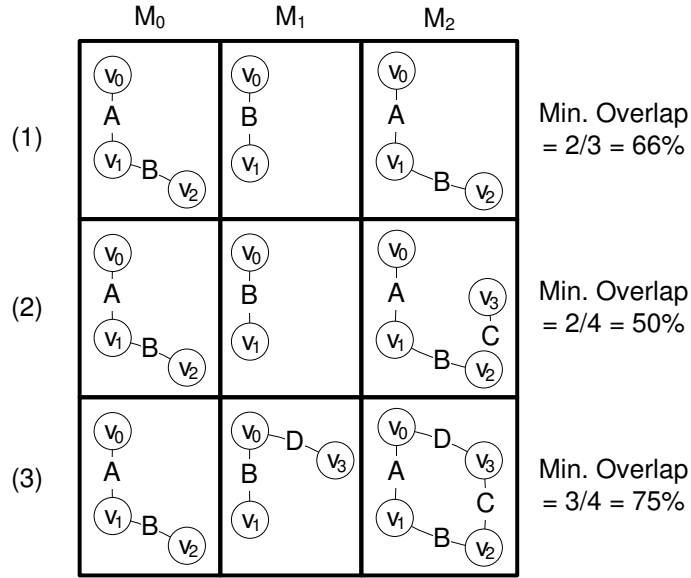 M₀ M₁ M₂
(1)
v₀ A v₁ B v₂
v₀ B v₁
v₀ A v₁ B v₂
Min. Overlap
= 2/3 = 66%
(2)
v₀ A v₁ B v₂
v₀ B v₁
v₀ A v₁ B v₂ C v₃
Min. Overlap
= 2/4 = 50%
(3)
v₀ A v₁ B v₂
v₀ D v₃ B v₁
v₀ D v₃ A C v₁ B v₂
Min. Overlap
= 3/4 = 75%